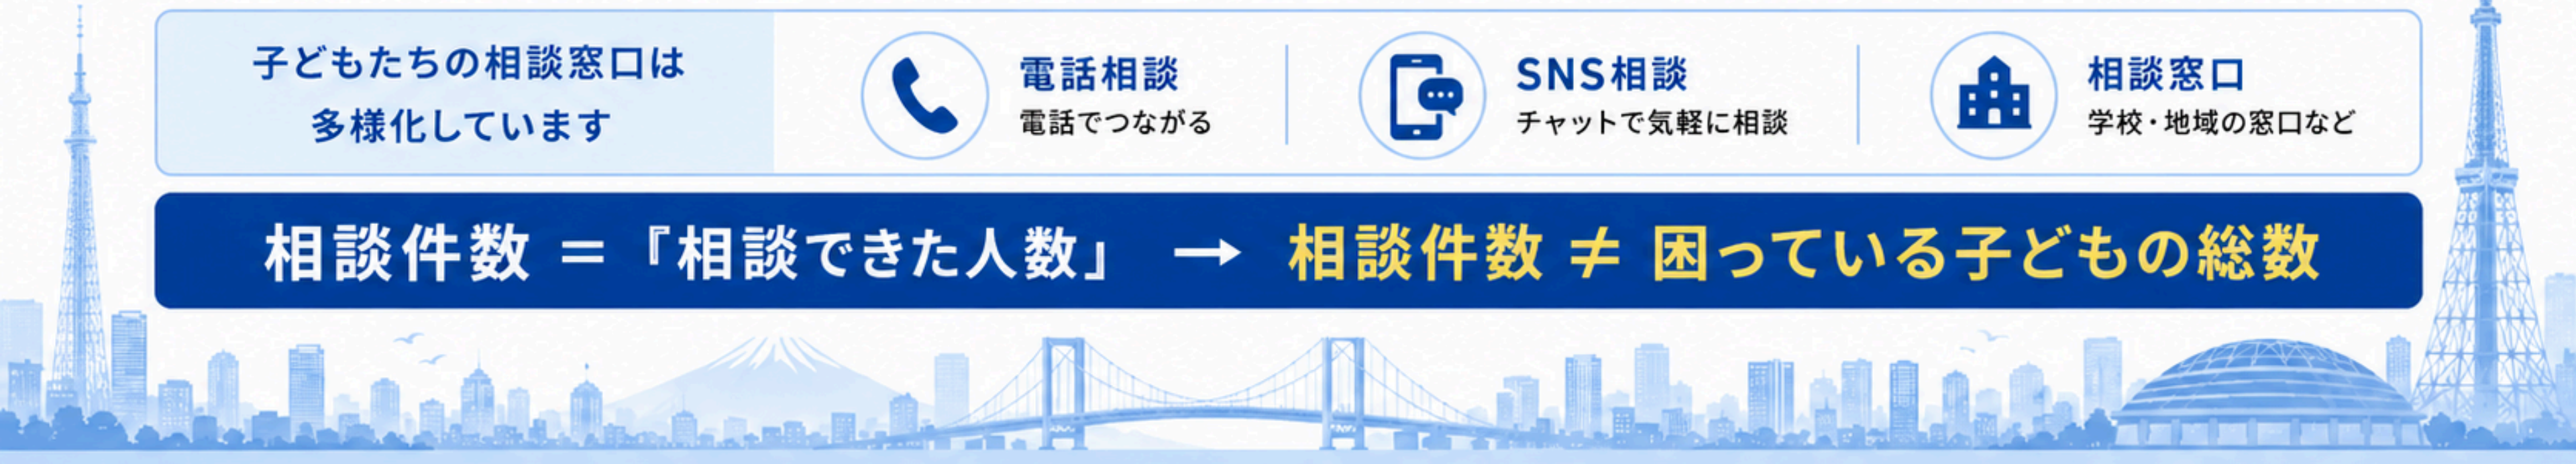 子どもたちの相談窓口は
多様化しています
電話相談
電話でつながる
SNS相談
チャットで気軽に相談
相談窓口
学校・地域の窓口など
相談件数 ＝『相談できた人数』 → 相談件数 ≠ 困っている子どもの総数